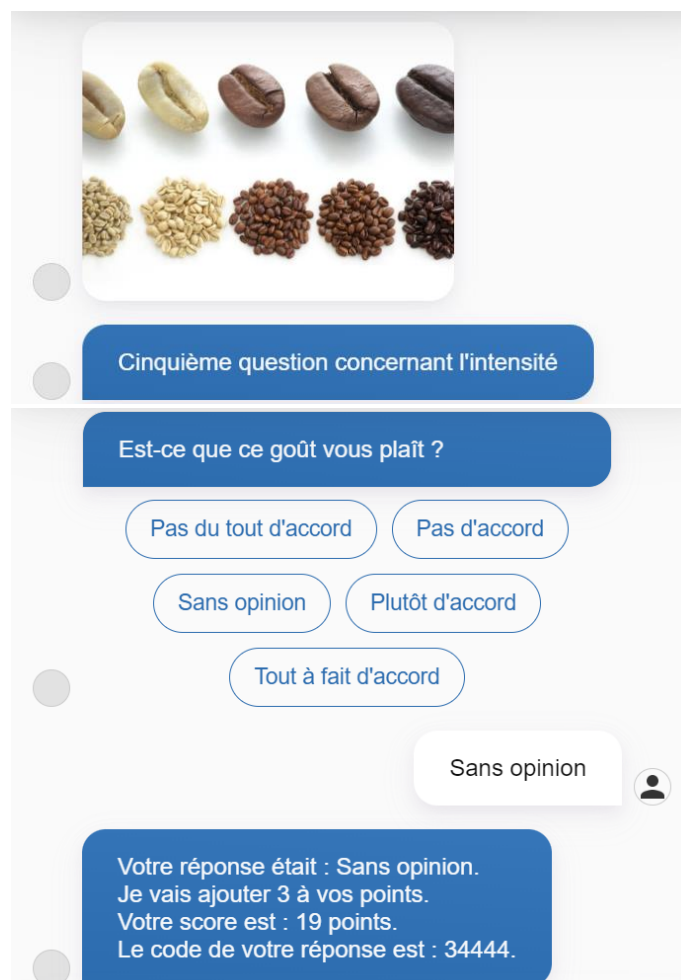 Cinquième question concernant l'intensité
Est-ce que ce goût vous plaît ?
Pas du tout d'accord
Pas d'accord
Sans opinion
Plutôt d'accord
Tout à fait d'accord
Sans opinion
Votre réponse était : Sans opinion.
Je vais ajouter 3 à vos points.
Votre score est : 19 points.
Le code de votre réponse est : 34444.